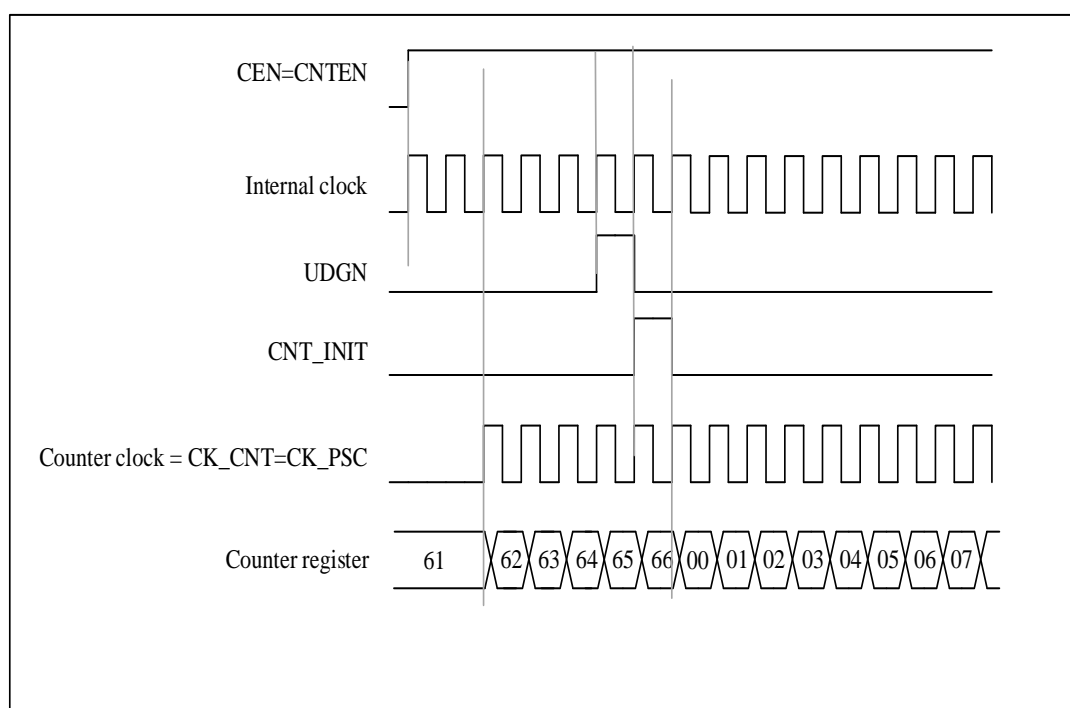 CEN=CNTEN
Internal clock
UDGN
CNT_INIT
Counter clock = CK_CNT=CK_PSC
Counter register 61 62 63 64 65 66 00 01 02 03 04 05 06 07